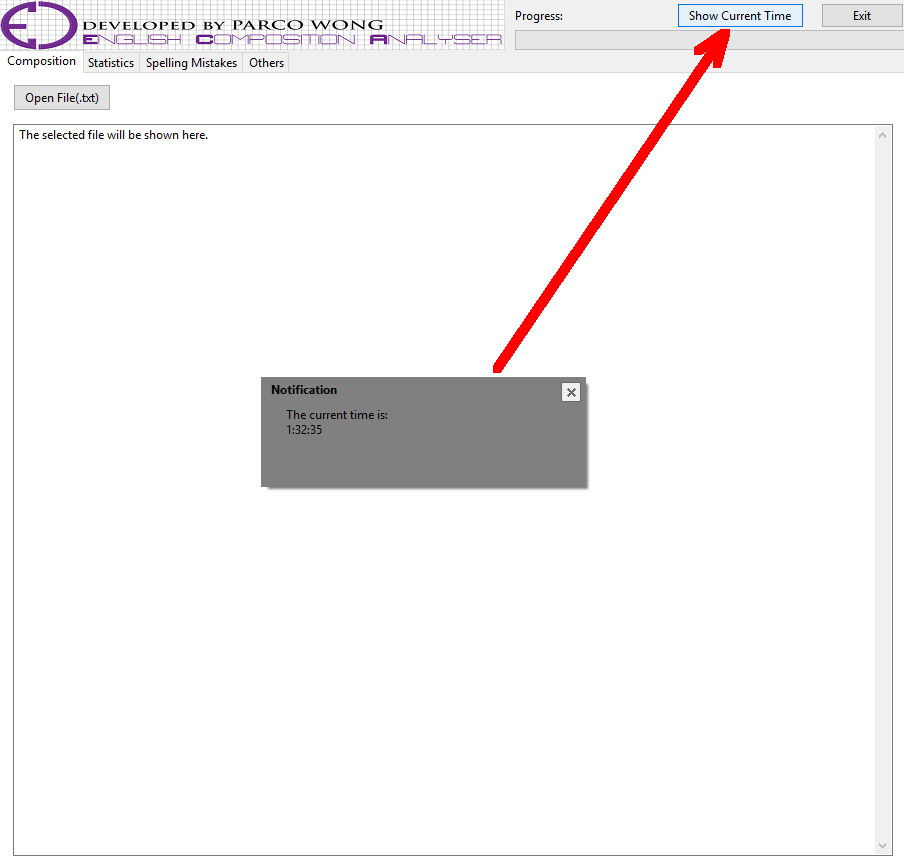 DEVELOPED BY PARCO WONG
ENGLISH COMPOSITION ANALYSER
Progress:
Show Current Time
Exit
Composition
Statistics
Spelling Mistakes
Others
Open File(.txt)
The selected file will be shown here.
Notification
The current time is:
1:32:35